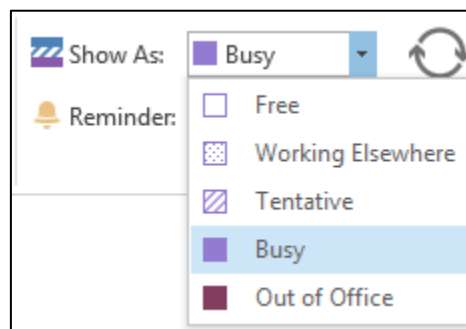 Show As: Busy
Reminder:
Free
Working Elsewhere
Tentative
Busy
Out of Office